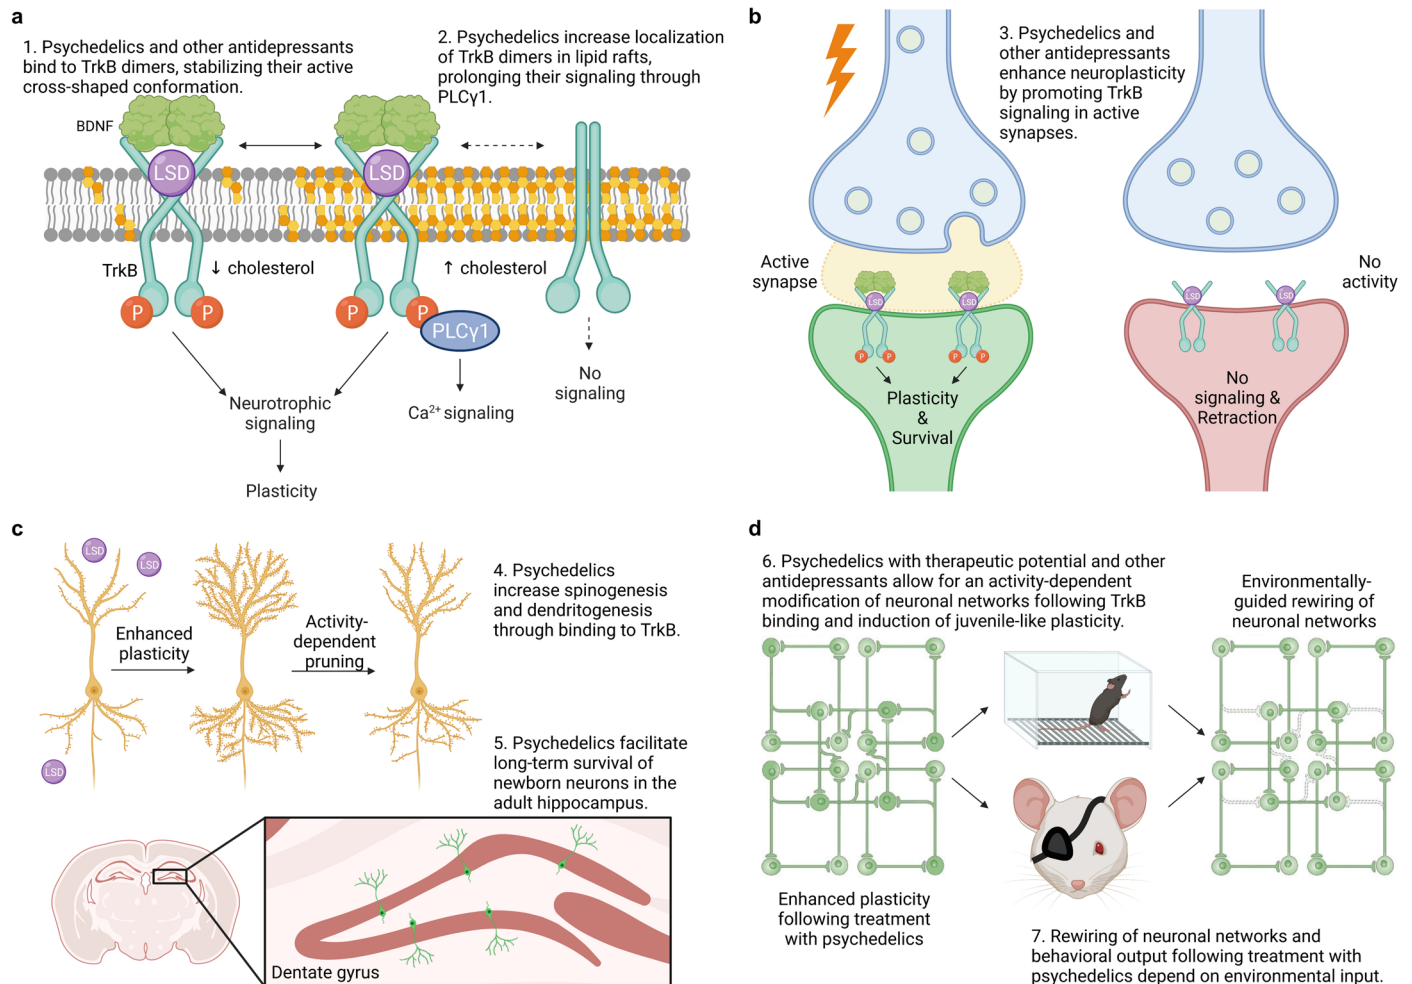 a
1. Psychedelics and other antidepressants
bind to TrkB dimers, stabilizing their active
cross-shaped conformation.
2. Psychedelics increase localization
of TrkB dimers in lipid rafts,
prolonging their signaling through
PLCγ1.
BDNF
LSD
LSD
TrkB
↓ cholesterol
↑ cholesterol
P
P
P
P
PLCγ1
Neurotrophic
signaling
Ca²⁺ signaling
No
signaling
Plasticity
b
3. Psychedelics and
other antidepressants
enhance neuroplasticity
by promoting TrkB
signaling in active
synapses.
Active
synapse
No
activity
LSD
LSD
LSD
LSD
P
P
P
P
Plasticity
&
Survival
No
signaling &
Retraction
c
LSD
LSD
LSD
Enhanced
plasticity
Activity-
dependent
pruning
4. Psychedelics
increase spinogenesis
and dendritogenesis
through binding to TrkB.
5. Psychedelics facilitate
long-term survival of
newborn neurons in the
adult hippocampus.
Dentate gyrus
d
6. Psychedelics with therapeutic potential and other
antidepressants allow for an activity-dependent
modification of neuronal networks following TrkB
binding and induction of juvenile-like plasticity.
Environmentally-
guided rewiring of
neuronal networks
Enhanced plasticity
following treatment
with psychedelics
7. Rewiring of neuronal networks and
behavioral output following treatment with
psychedelics depend on environmental input.